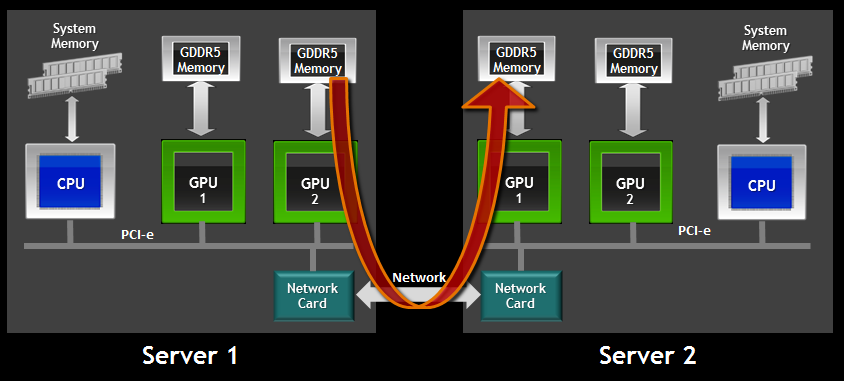 System
Memory
GDDR5
Memory
GDDR5
Memory
CPU
GPU
1
GPU
2
PCI-e
Network
Card
Server 1
Network
GDDR5
Memory
GDDR5
Memory
System
Memory
GPU
1
GPU
2
CPU
PCI-e
Network
Card
Server 2